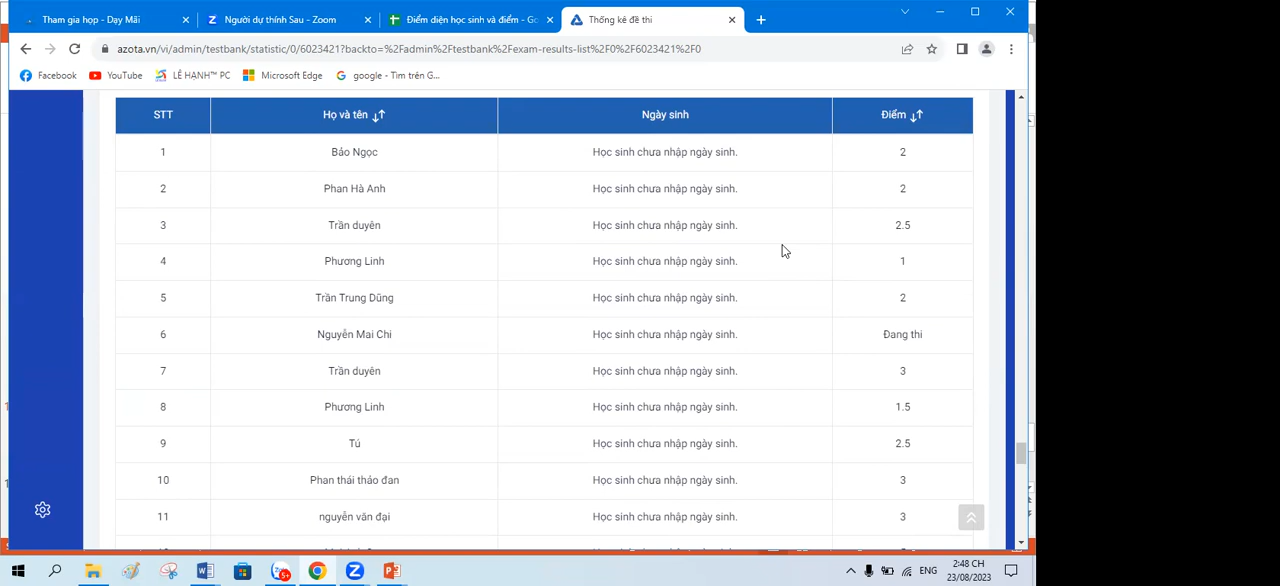 Tham gia họp - Dạy Mãi
Người dự thính Sau - Zoom
Điểm diện học sinh và điểm - Go
Thống kê đề thi
azota.vn/vi/admin/testbank/statistic/0/6023421?backto=%2Fadmin%2Ftestbank%2Fexam-results-list%2F0%2F6023421%2F0
Facebook YouTube LÊ HẠNH™ PC Microsoft Edge google - Tìm trên G...
STT Họ và tên Ngày sinh Điểm
1 Bảo Ngọc Học sinh chưa nhập ngày sinh. 2
2 Phan Hà Anh Học sinh chưa nhập ngày sinh. 2
3 Trần duyên Học sinh chưa nhập ngày sinh. 2.5
4 Phương Linh Học sinh chưa nhập ngày sinh. 1
5 Trần Trung Dũng Học sinh chưa nhập ngày sinh. 2
6 Nguyễn Mai Chi Học sinh chưa nhập ngày sinh. Đang thi
7 Trần duyên Học sinh chưa nhập ngày sinh. 3
8 Phương Linh Học sinh chưa nhập ngày sinh. 1.5
9 Tú Học sinh chưa nhập ngày sinh. 2.5
10 Phan thái thảo đan Học sinh chưa nhập ngày sinh. 3
11 nguyễn văn đại Học sinh chưa nhập ngày sinh. 3
5+
ENG
2:48 CH
23/08/2023